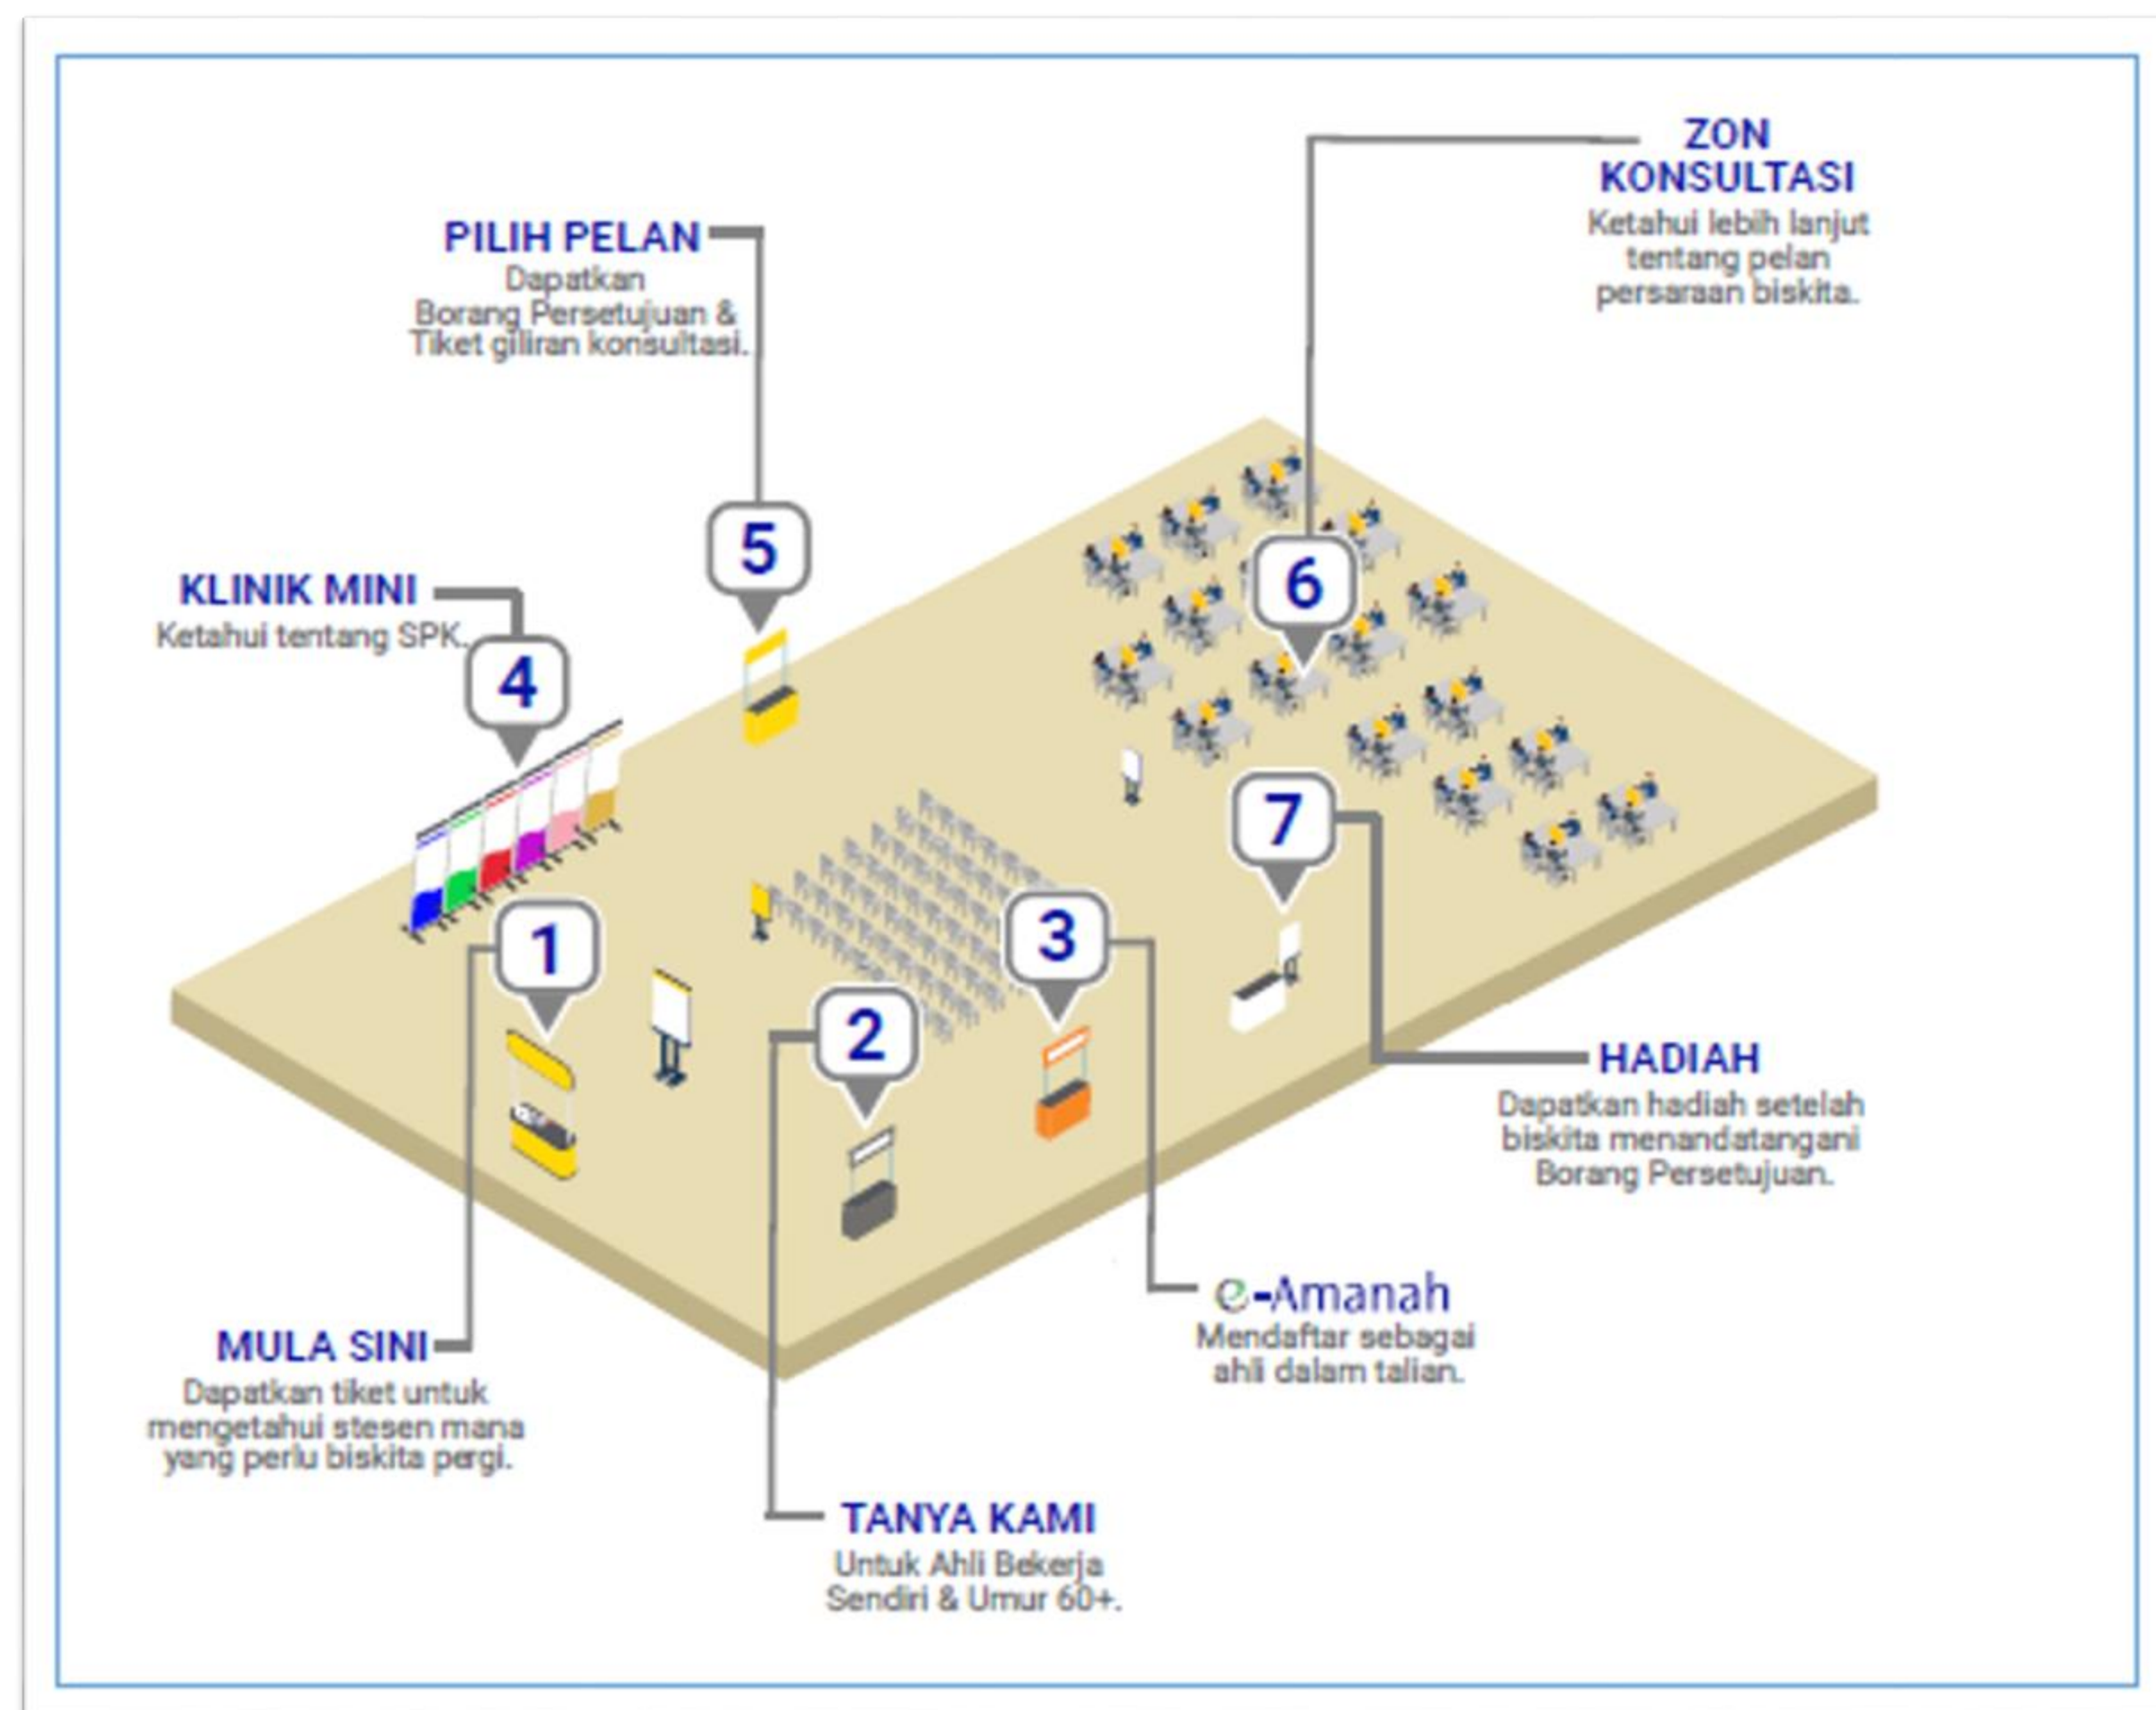 ZON
KONSULTASI
Ketahui lebih lanjut
tentang pelan
persaraan biskita.
PILIH PELAN
Dapatkan
Borang Persetujuan &
Tiket giliran konsultasi.
5
6
KLINIK MINI
Ketahui tentang SPK.
4
7
1
3
2
HADIAH
Dapatkan hadiah setelah
biskita menandatangani
Borang Persetujuan.
e-Amanah
Mendaftar sebagai
ahli dalam talian.
MULA SINI
Dapatkan tiket untuk
mengetahui stesen mana
yang perlu biskita pergi.
TANYA KAMI
Untuk Ahli Bekerja
Sendiri & Umur 60+.